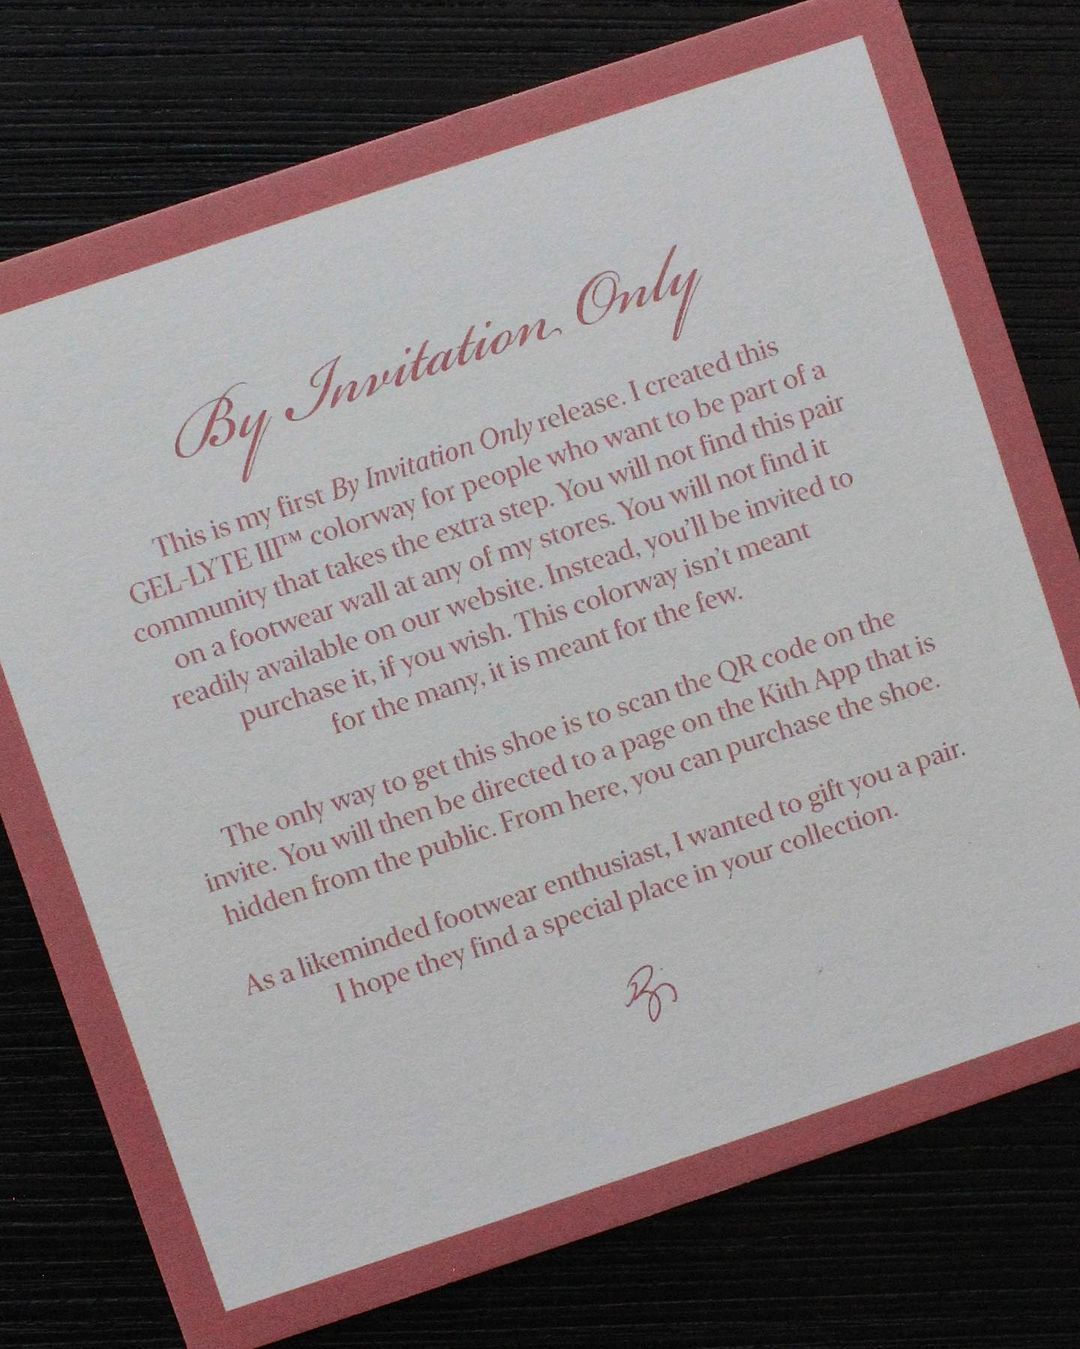 By Invitation Only
This is my first By Invitation Only release. I created this
GEL-LYTE III™ colorway for people who want to be part of a
community that takes the extra step. You will not find this pair
on a footwear wall at any of my stores. You will not find it
readily available on our website. Instead, you'll be invited to
purchase it, if you wish. This colorway isn't meant
for the many, it is meant for the few.
The only way to get this shoe is to scan the QR code on the
invite. You will then be directed to a page on the Kith App that is
hidden from the public. From here, you can purchase the shoe.
As a likeminded footwear enthusiast, I wanted to gift you a pair.
I hope they find a special place in your collection.